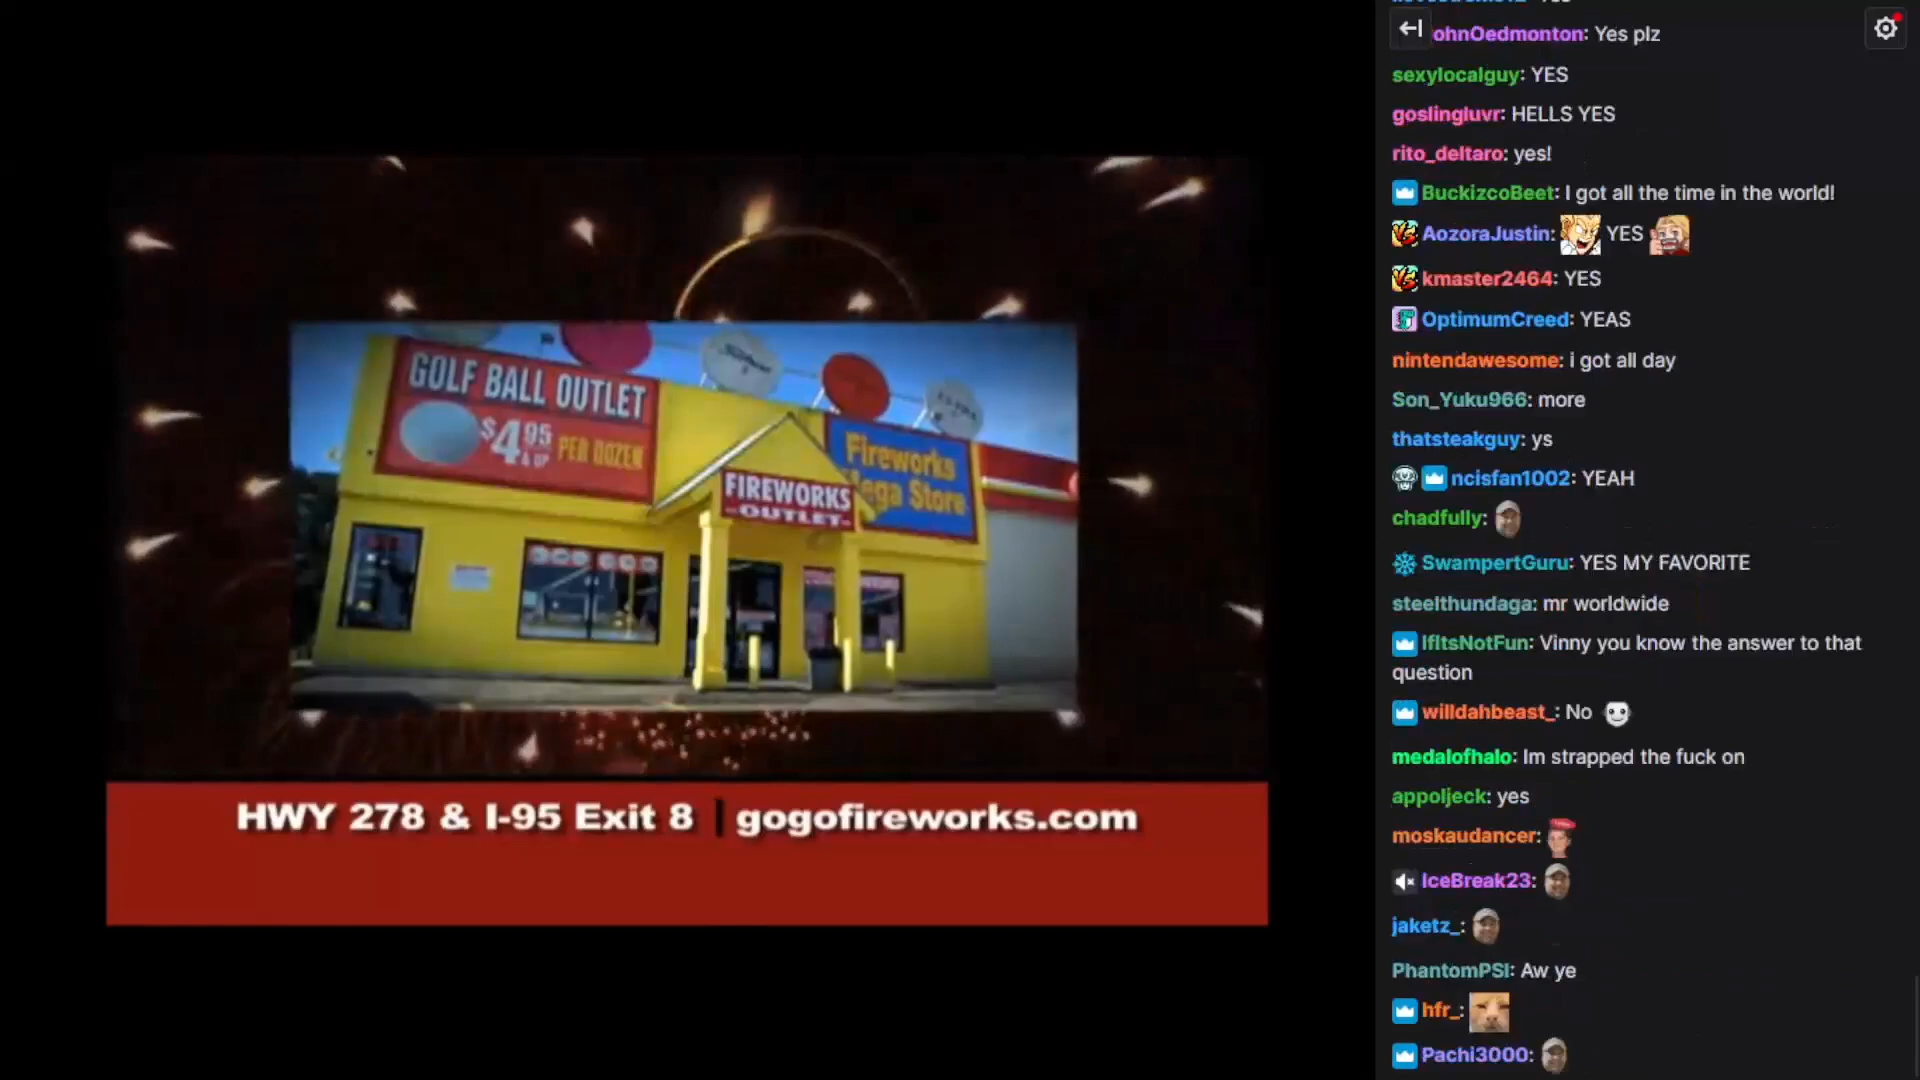 GOLF BALL OUTLET
$4.95
& UP
PER DOZEN
Fireworks
Mega Store
FIREWORKS
-OUTLET-
HWY 278 & I-95 Exit 8 | gogofireworks.com
ohnOedmonton: Yes plz
sexylocalguy: YES
goslingluvr: HELLS YES
rito_deltaro: yes!
BuckizcoBeet: I got all the time in the world!
AozoraJustin: YES
kmaster2464: YES
OptimumCreed: YEAS
nintendawesome: i got all day
Son_Yuku966: more
thatsteakguy: ys
ncisfan1002: YEAH
chadfully:
SwampertGuru: YES MY FAVORITE
steelthundaga: mr worldwide
IfItsNotFun: Vinny you know the answer to that
question
willdahbeast_: No
medalofhalo: Im strapped the fuck on
appoljeck: yes
moskaudancer:
IceBreak23:
jaketz_:
PhantomPSI: Aw ye
hfr_:
Pachi3000: